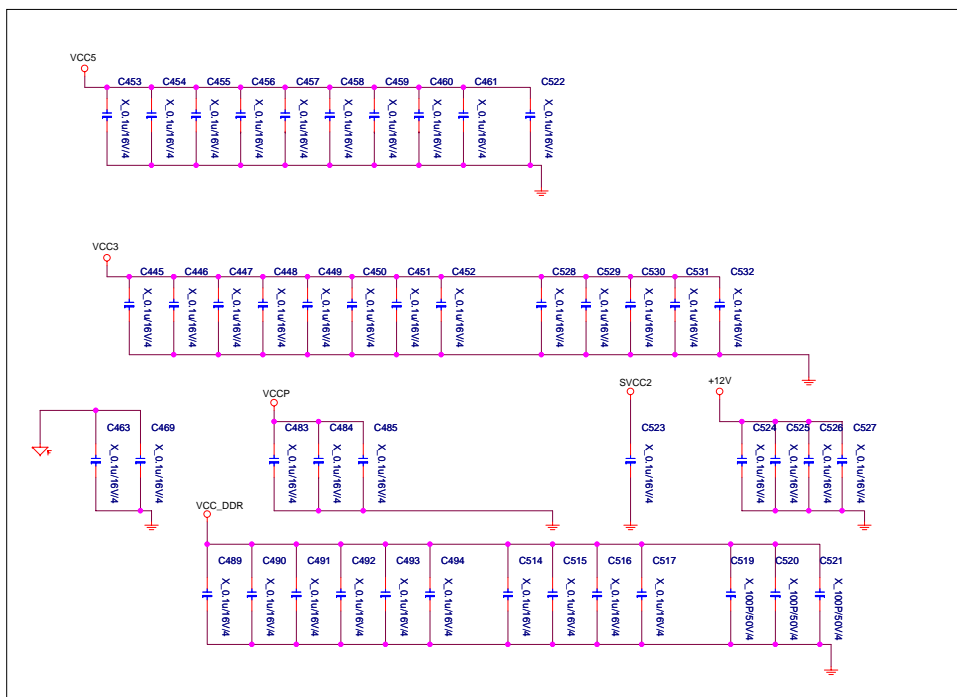 VCC5
C453 C454 C455 C456 C457 C458 C459 C460 C461 C522
X_0.1u/16V/4 X_0.1u/16V/4 X_0.1u/16V/4 X_0.1u/16V/4 X_0.1u/16V/4 X_0.1u/16V/4 X_0.1u/16V/4 X_0.1u/16V/4 X_0.1u/16V/4 X_0.1u/16V/4
VCC3
C445 C446 C447 C448 C449 C450 C451 C452 C528 C529 C530 C531 C532
X_0.1u/16V/4 X_0.1u/16V/4 X_0.1u/16V/4 X_0.1u/16V/4 X_0.1u/16V/4 X_0.1u/16V/4 X_0.1u/16V/4 X_0.1u/16V/4 X_0.1u/16V/4 X_0.1u/16V/4 X_0.1u/16V/4 X_0.1u/16V/4 X_0.1u/16V/4
VCCP SVCC2 +12V
C463 C469 C483 C484 C485 C523 C524 C525 C526 C527
F
X_0.1u/16V/4 X_0.1u/16V/4 X_0.1u/16V/4 X_0.1u/16V/4 X_0.1u/16V/4 X_0.1u/16V/4 X_0.1u/16V/4 X_0.1u/16V/4 X_0.1u/16V/4 X_0.1u/16V/4
VCC_DDR
C489 C490 C491 C492 C493 C494 C514 C515 C516 C517 C519 C520 C521
X_0.1u/16V/4 X_0.1u/16V/4 X_0.1u/16V/4 X_0.1u/16V/4 X_0.1u/16V/4 X_0.1u/16V/4 X_0.1u/16V/4 X_0.1u/16V/4 X_0.1u/16V/4 X_0.1u/16V/4 X_100P/50V/4 X_100P/50V/4 X_100P/50V/4